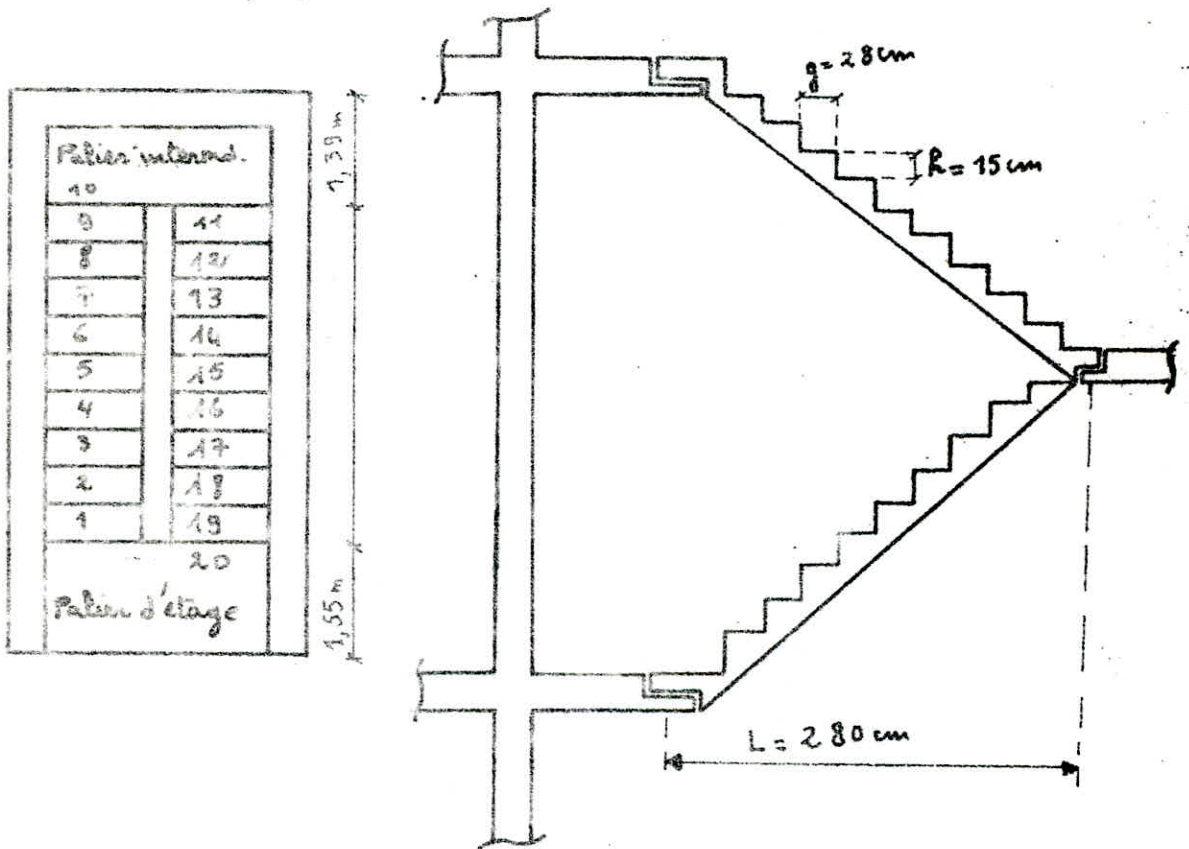 Palier intermd.
10
9 11
8 12
7 13
6 14
5 15
4 16
3 17
2 18
1 19
20
Palier d'étage
1,39 m
1,55 m
g = 28 cm
h = 15 cm
L = 280 cm